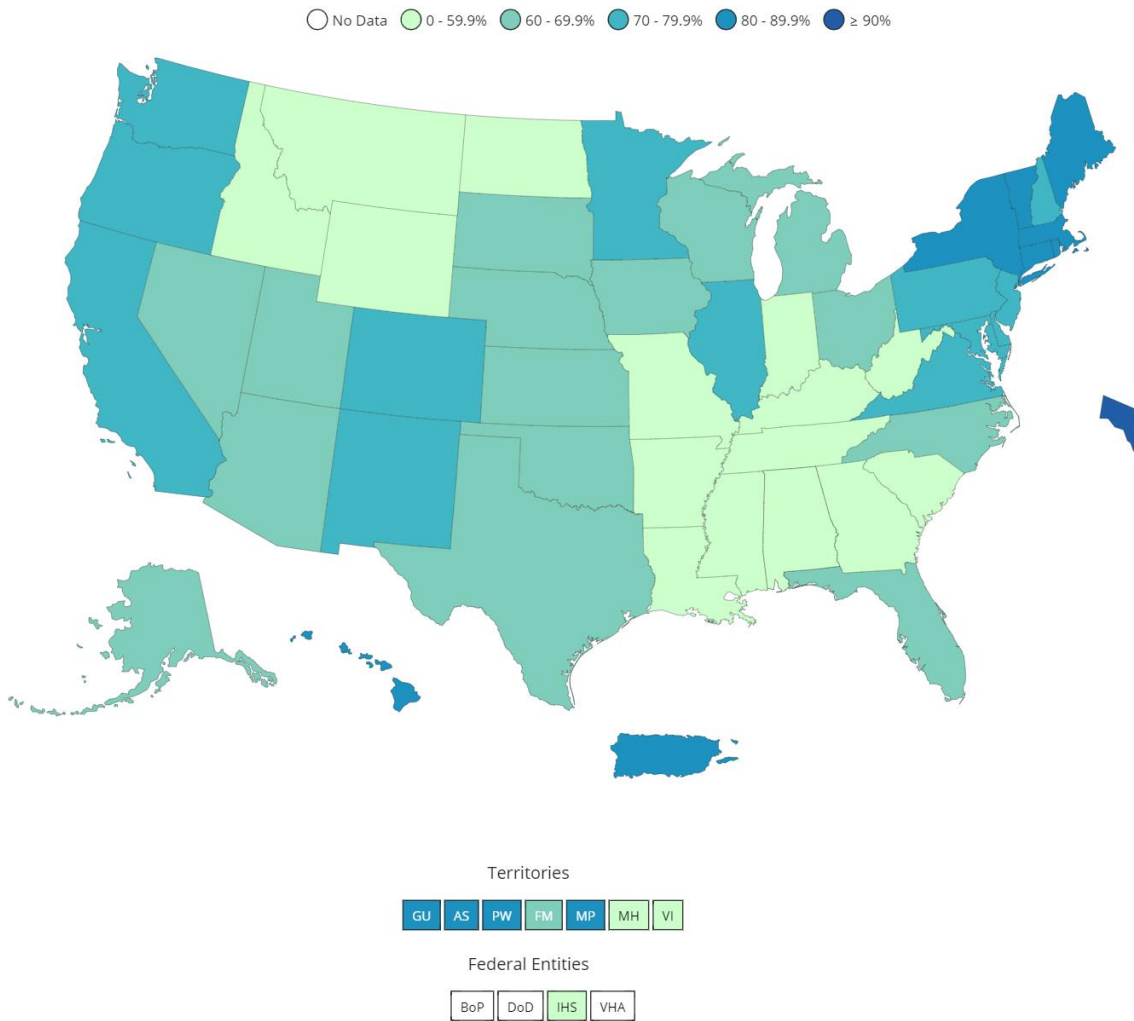 No Data 0 - 59.9% 60 - 69.9% 70 - 79.9% 80 - 89.9% ≥ 90%
Territories
GU AS PW FM MP MH VI
Federal Entities
BoP DoD IHS VHA